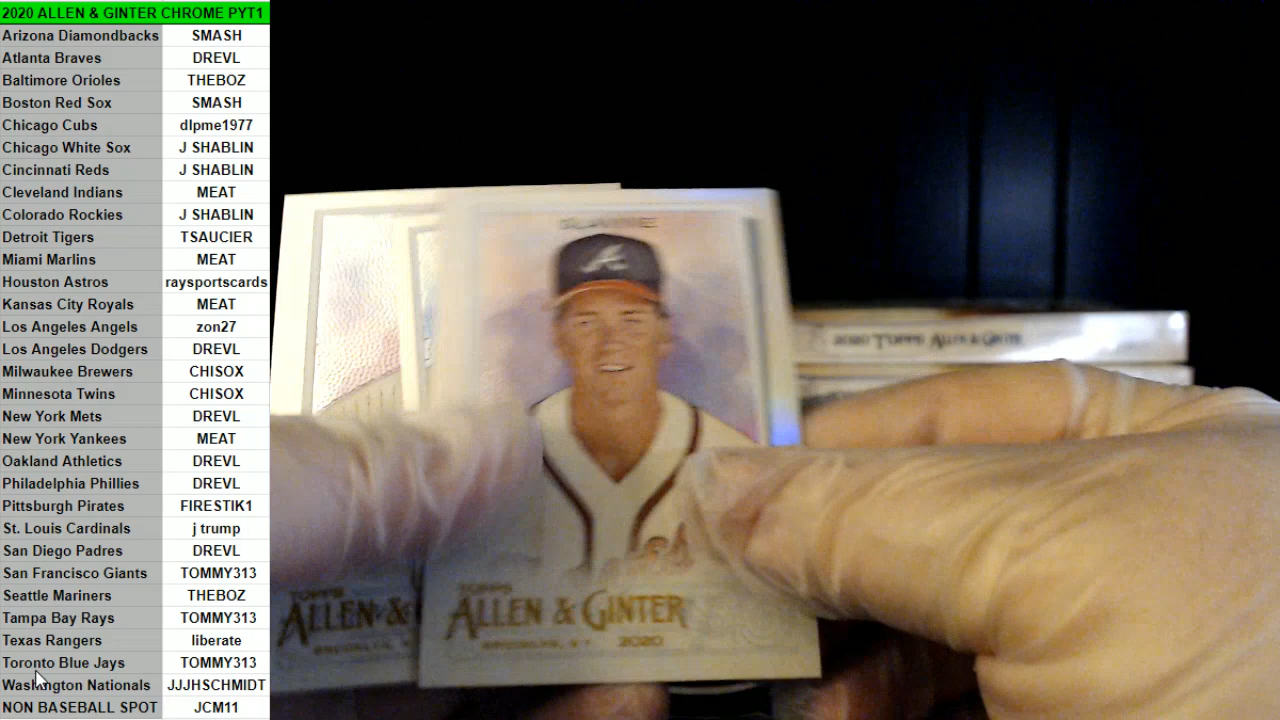 2020 ALLEN & GINTER CHROME PYT1
Arizona Diamondbacks SMASH
Atlanta Braves DREVL
Baltimore Orioles THEBOZ
Boston Red Sox SMASH
Chicago Cubs dlpme1977
Chicago White Sox J SHABLIN
Cincinnati Reds J SHABLIN
Cleveland Indians MEAT
Colorado Rockies J SHABLIN
Detroit Tigers TSAUCIER
Miami Marlins MEAT
Houston Astros raysportscards
Kansas City Royals MEAT
Los Angeles Angels zon27
Los Angeles Dodgers DREVL
Milwaukee Brewers CHISOX
Minnesota Twins CHISOX
New York Mets DREVL
New York Yankees MEAT
Oakland Athletics DREVL
Philadelphia Phillies DREVL
Pittsburgh Pirates FIRESTIK1
St. Louis Cardinals j trump
San Diego Padres DREVL
San Francisco Giants TOMMY313
Seattle Mariners THEBOZ
Tampa Bay Rays TOMMY313
Texas Rangers liberate
Toronto Blue Jays TOMMY313
Washington Nationals JJJHSCHMIDT
NON BASEBALL SPOT JCM11
A
2020 TOPPS ALLEN & GINTER
TOPPS
ALLEN &
BROOKLYN,
TOPPS
ALLEN & GINTER
BROOKLYN, NY 2020